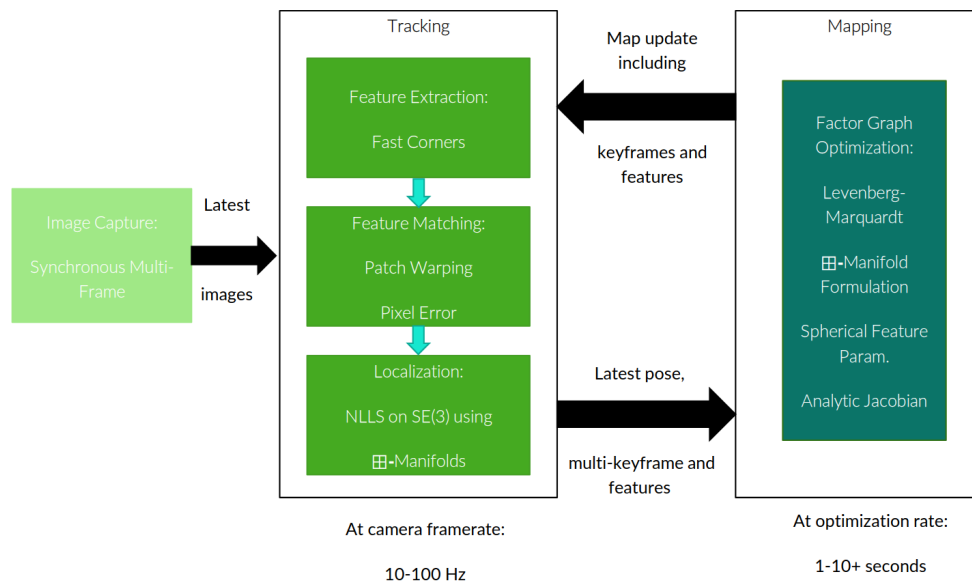 Tracking
Mapping
Map update
including
keyframes and
features
Feature Extraction:
Fast Corners
Image Capture:
Synchronous Multi-
Frame
Latest
images
Feature Matching:
Patch Warping
Pixel Error
Localization:
NLLS on SE(3) using
⊞-Manifolds
Latest pose,
multi-keyframe and
features
Factor Graph
Optimization:
Levenberg-
Marquardt
⊞-Manifold
Formulation
Spherical Feature
Param.
Analytic Jacobian
At camera framerate:
10-100 Hz
At optimization rate:
1-10+ seconds